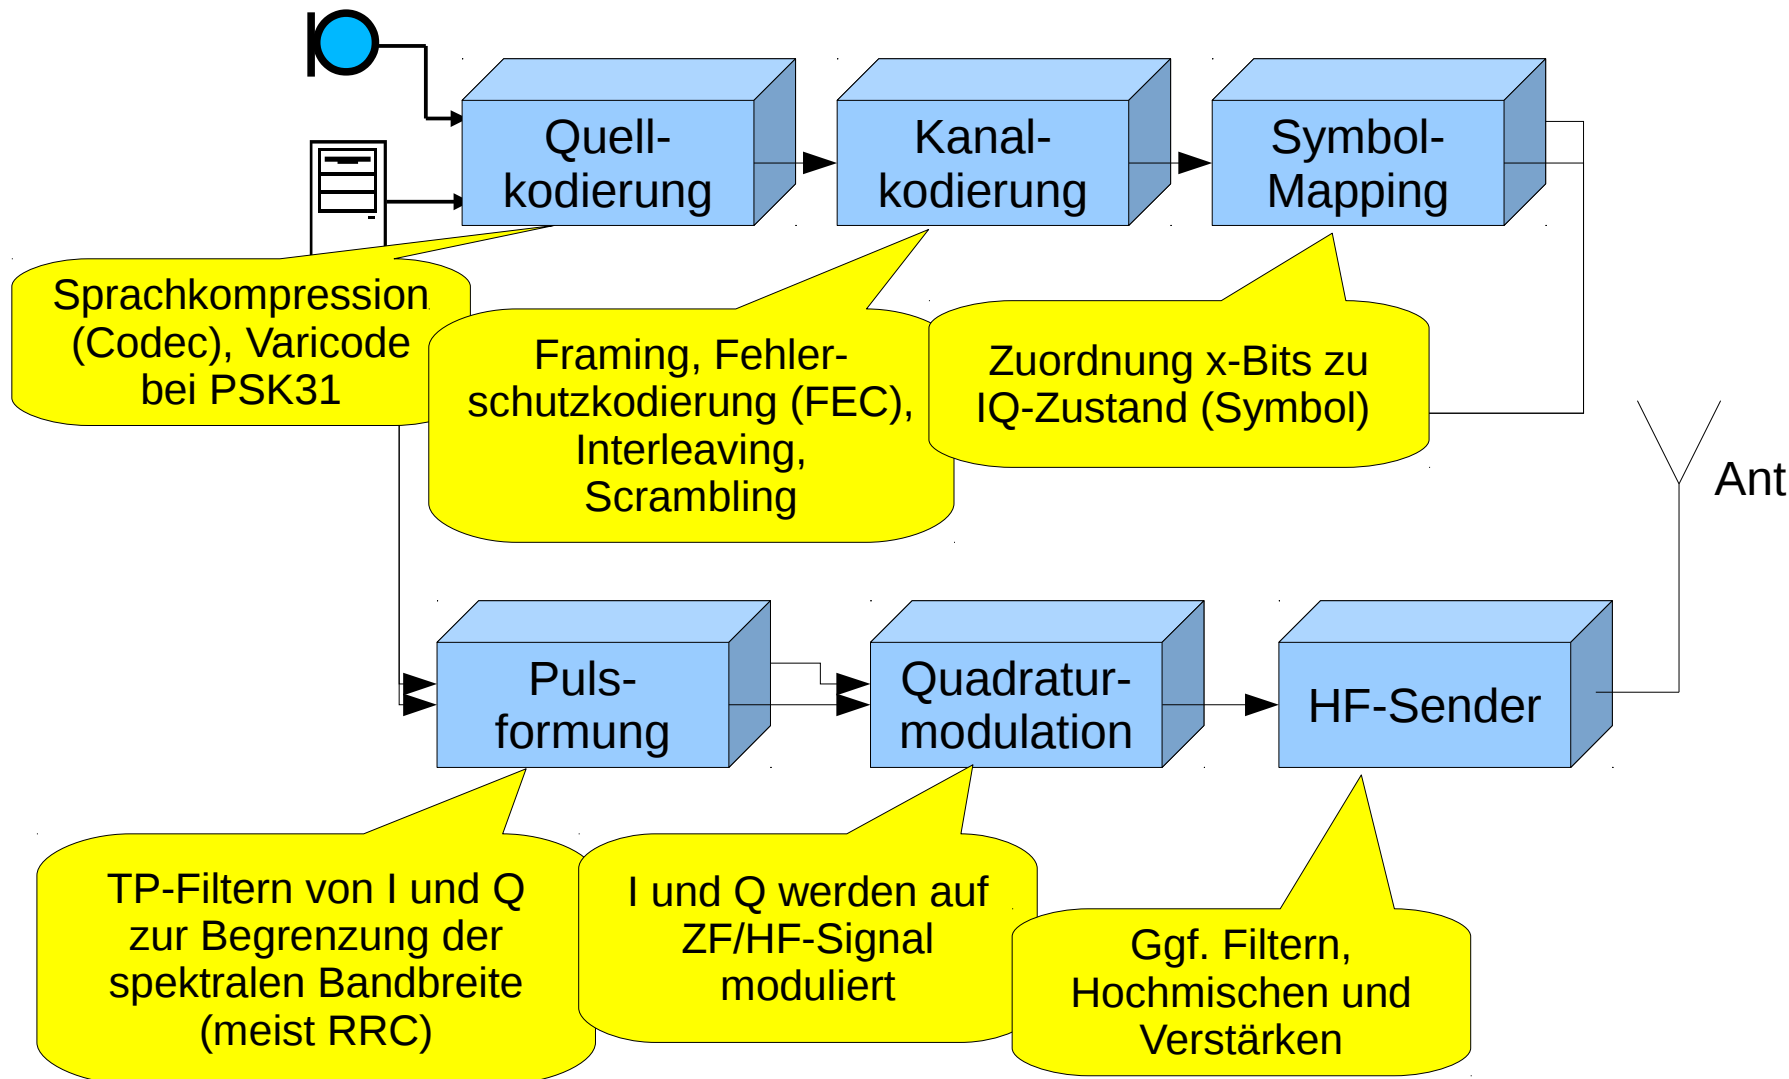 Quell-
kodierung
Kanal-
kodierung
Symbol-
Mapping
Sprachkompression
(Codec), Varicode
bei PSK31
Framing, Fehler-
schutzkodierung (FEC),
Interleaving,
Scrambling
Zuordnung x-Bits zu
IQ-Zustand (Symbol)
Ant
Puls-
formung
Quadratur-
modulation
HF-Sender
TP-Filtern von I und Q
zur Begrenzung der
spektralen Bandbreite
(meist RRC)
I und Q werden auf
ZF/HF-Signal
moduliert
Ggf. Filtern,
Hochmischen und
Verstärken